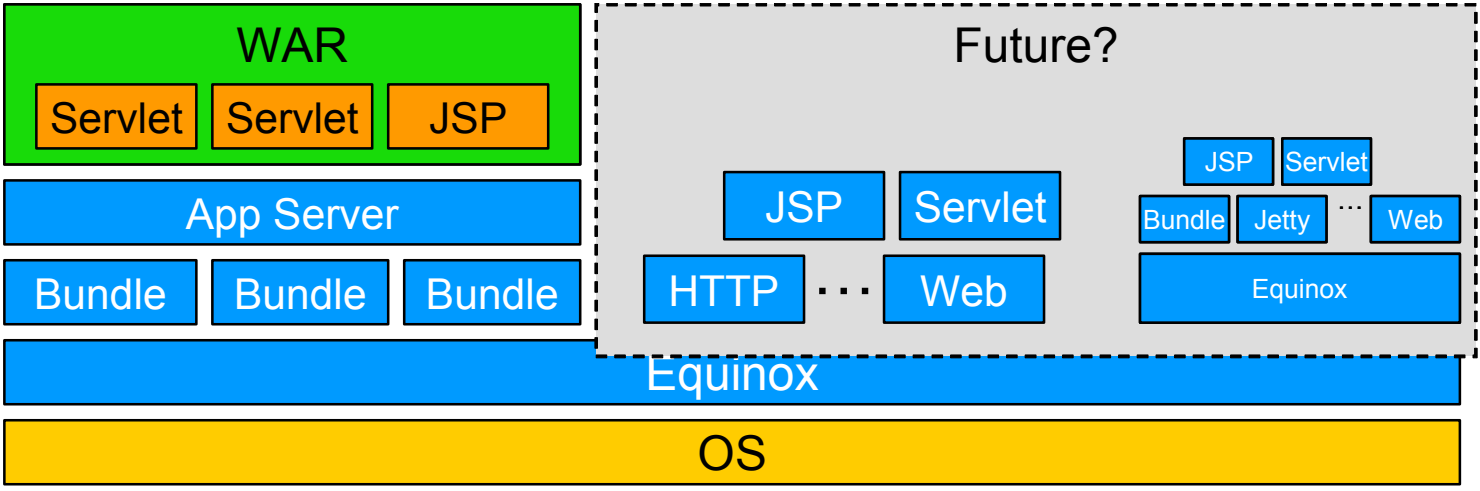 WAR
Servlet Servlet JSP
App Server
Bundle Bundle Bundle
Future?
JSP Servlet
HTTP ... Web
JSP Servlet
Bundle Jetty ... Web
Equinox
Equinox
OS